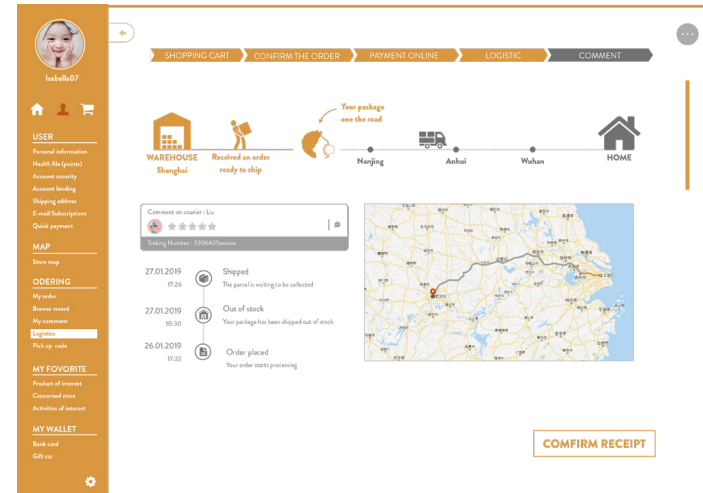 Isabella07
USER
Personal information
Health file (points)
Account security
Account binding
Shipping address
E-mail Subscriptions
Quick payment
MAP
Store map
ODERING
My order
Browse record
My comment
Logistics
Pick up code
MY FOVORITE
Product of interest
Concerned store
Activities of interest
MY WALLET
Bank card
Gift car
SHOPPING CART
CONFIRM THE ORDER
PAYMENT ONLINE
LOGISTIC
COMMENT
Your package
one the road
WAREHOUSE
Shanghai
Received an order
ready to ship
Nanjing
Anhui
Wuhan
HOME
Comment on courier : Liu
Traking Number : 3396405xxxxxx
27.01.2019
17:26
Shipped
The parcel is waiting to be collected
27.01.2019
10:30
Out of stock
Your package has been shipped out of stock
26.01.2019
17:32
Order placed
Your order starts processing
COMFIRM RECEIPT